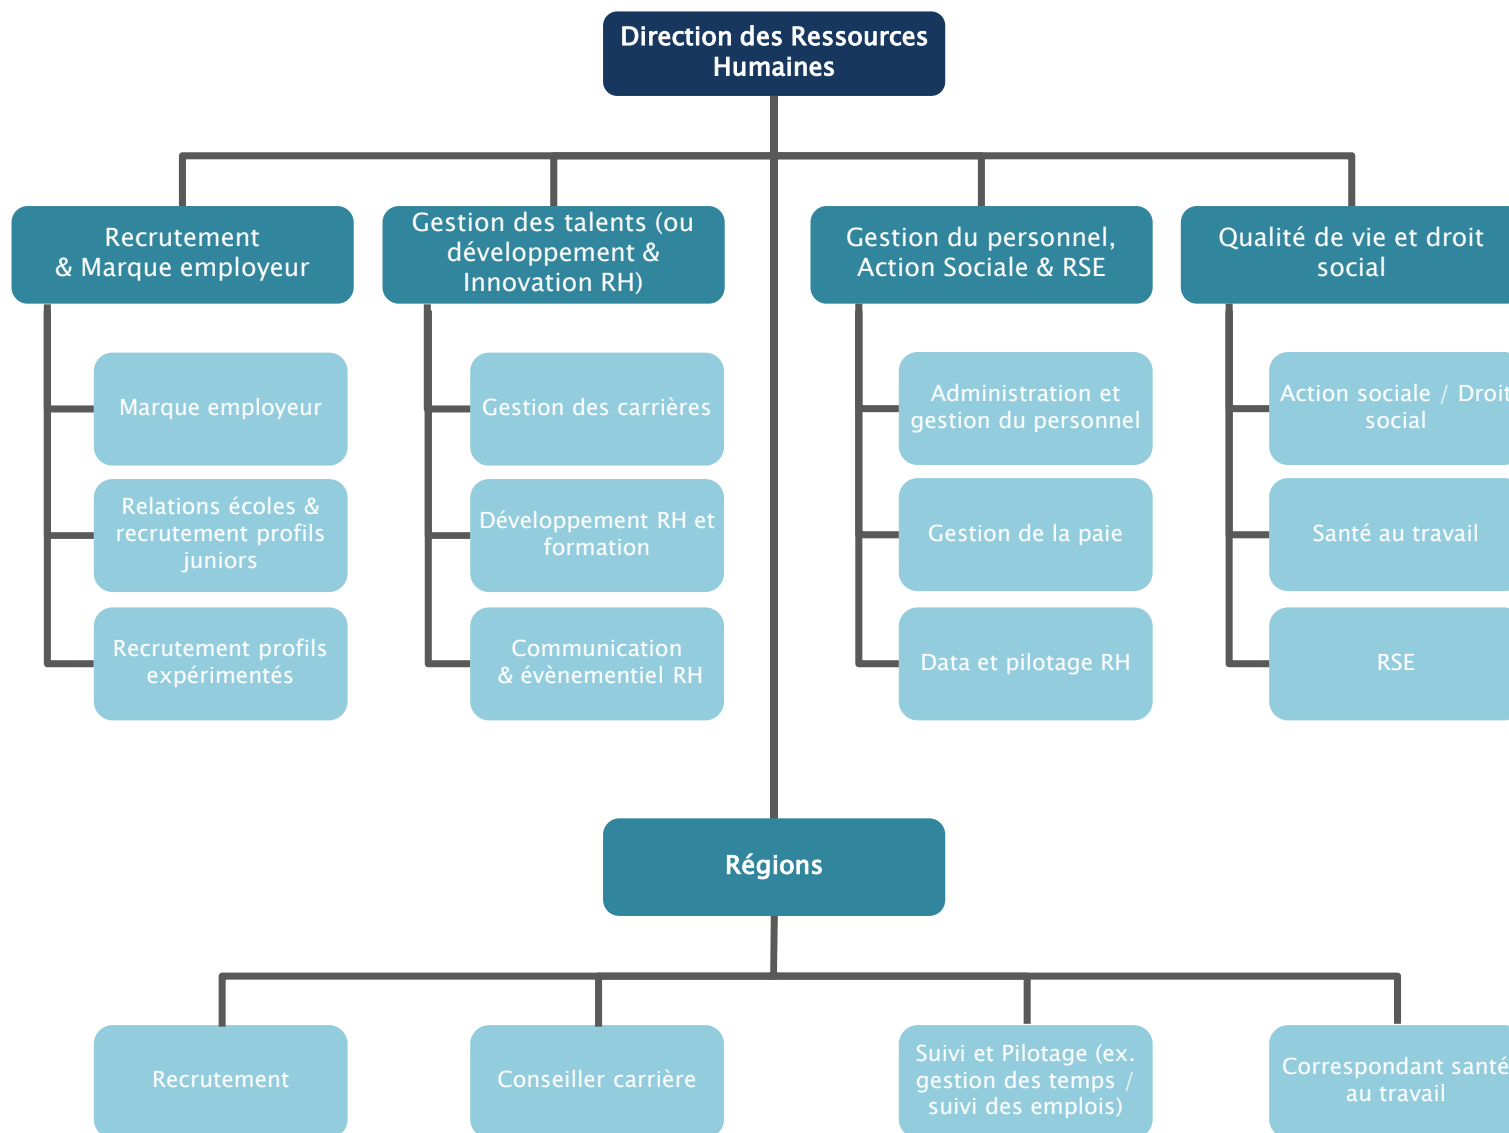 Direction des Ressources
Humaines
Recrutement
& Marque employeur
Gestion des talents (ou
développement &
Innovation RH)
Gestion du personnel,
Action Sociale & RSE
Qualité de vie et droit
social
Marque employeur
Relations écoles &
recrutement profils
juniors
Recrutement profils
expérimentés
Gestion des carrières
Développement RH et
formation
Communication
& évènementiel RH
Administration et
gestion du personnel
Gestion de la paie
Data et pilotage RH
Action sociale / Droit
social
Santé au travail
RSE
Régions
Recrutement
Conseiller carrière
Suivi et Pilotage (ex.
gestion des temps /
suivi des emplois)
Correspondant santé
au travail